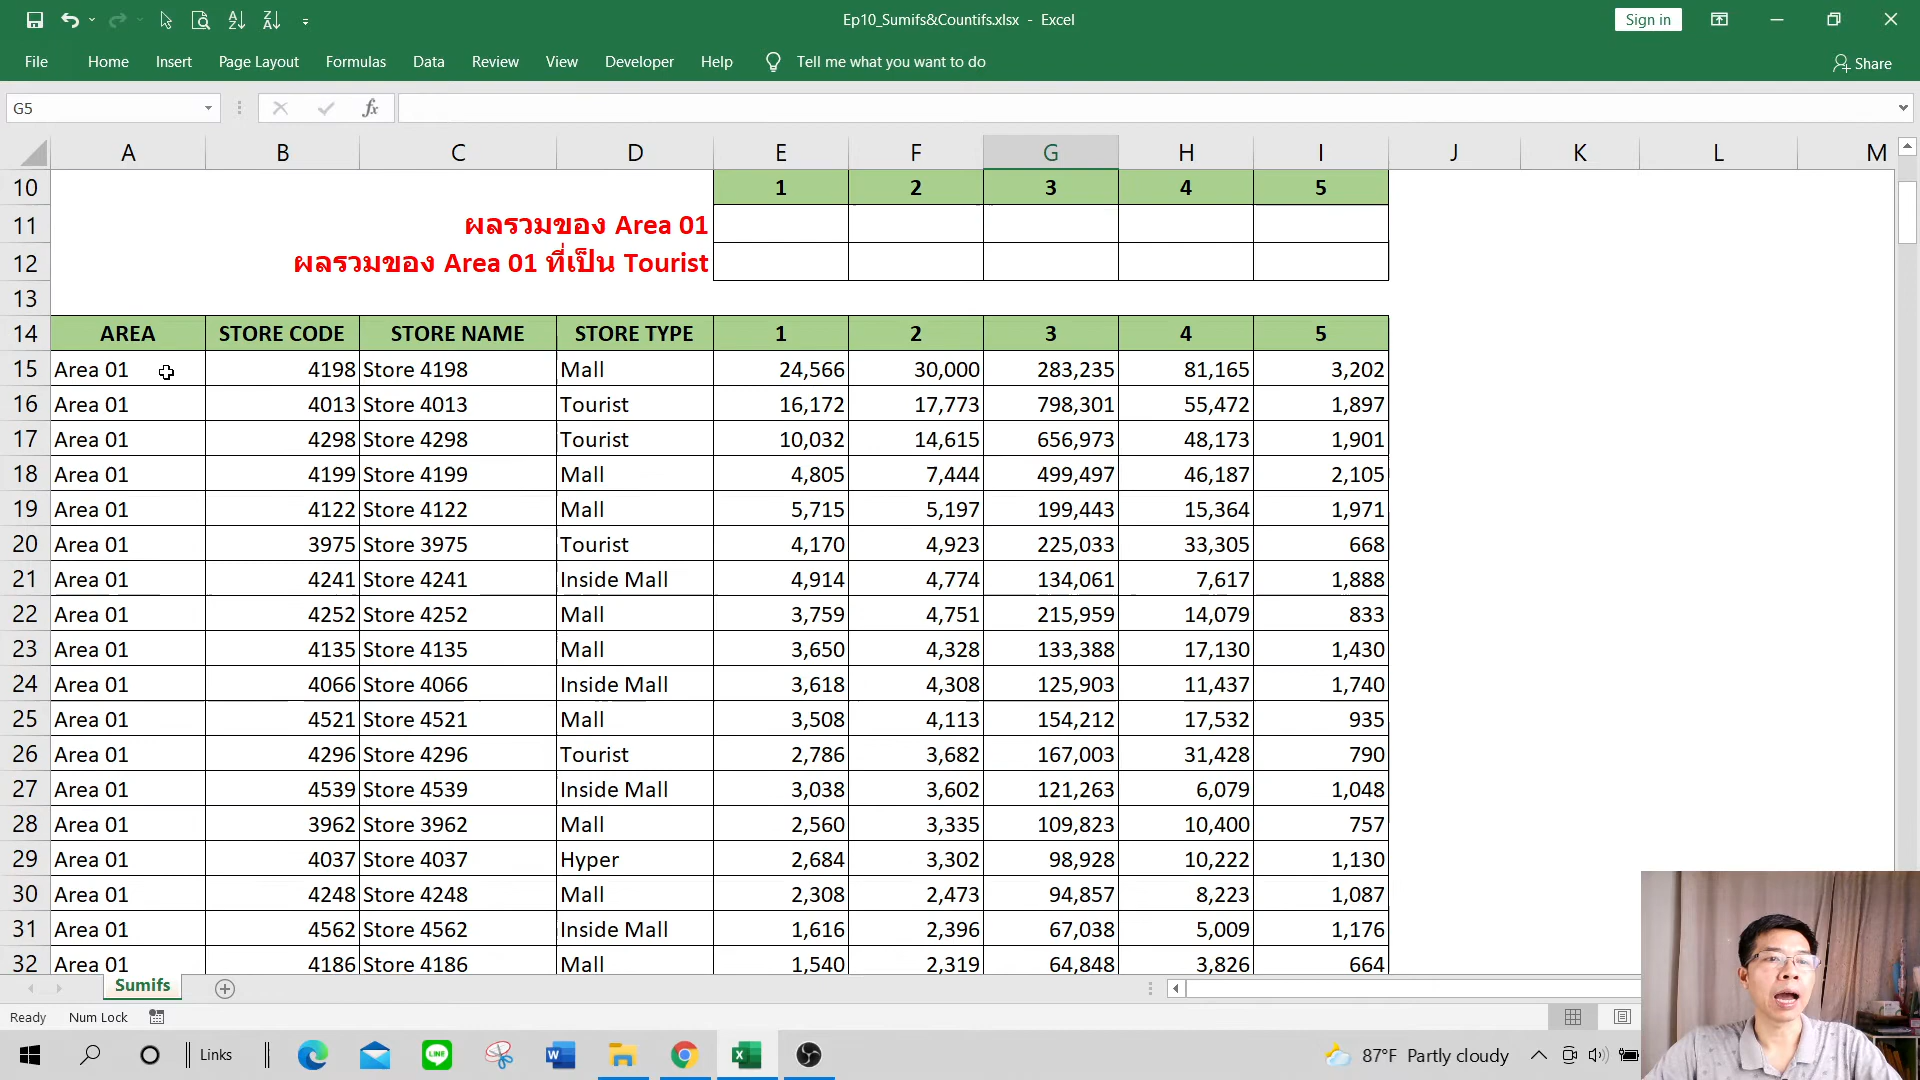 Ep10_Sumifs&Countifs.xlsx - Excel
Sign in
File Home Insert Page Layout Formulas Data Review View Developer Help Tell me what you want to do Share
G5 fx
A B C D E F G H I J K L M
10 1 2 3 4 5
11 ผลรวมของ Area 01
12 ผลรวมของ Area 01 ที่เป็น Tourist
13
14 AREA STORE CODE STORE NAME STORE TYPE 1 2 3 4 5
15 Area 01 4198 Store 4198 Mall 24,566 30,000 283,235 81,165 3,202
16 Area 01 4013 Store 4013 Tourist 16,172 17,773 798,301 55,472 1,897
17 Area 01 4298 Store 4298 Tourist 10,032 14,615 656,973 48,173 1,901
18 Area 01 4199 Store 4199 Mall 4,805 7,444 499,497 46,187 2,105
19 Area 01 4122 Store 4122 Mall 5,715 5,197 199,443 15,364 1,971
20 Area 01 3975 Store 3975 Tourist 4,170 4,923 225,033 33,305 668
21 Area 01 4241 Store 4241 Inside Mall 4,914 4,774 134,061 7,617 1,888
22 Area 01 4252 Store 4252 Mall 3,759 4,751 215,959 14,079 833
23 Area 01 4135 Store 4135 Mall 3,650 4,328 133,388 17,130 1,430
24 Area 01 4066 Store 4066 Inside Mall 3,618 4,308 125,903 11,437 1,740
25 Area 01 4521 Store 4521 Mall 3,508 4,113 154,212 17,532 935
26 Area 01 4296 Store 4296 Tourist 2,786 3,682 167,003 31,428 790
27 Area 01 4539 Store 4539 Inside Mall 3,038 3,602 121,263 6,079 1,048
28 Area 01 3962 Store 3962 Mall 2,560 3,335 109,823 10,400 757
29 Area 01 4037 Store 4037 Hyper 2,684 3,302 98,928 10,222 1,130
30 Area 01 4248 Store 4248 Mall 2,308 2,473 94,857 8,223 1,087
31 Area 01 4562 Store 4562 Inside Mall 1,616 2,396 67,038 5,009 1,176
32 Area 01 4186 Store 4186 Mall 1,540 2,319 64,848 3,826 664
Sumifs
Ready Num Lock
Links LINE 87°F Partly cloudy